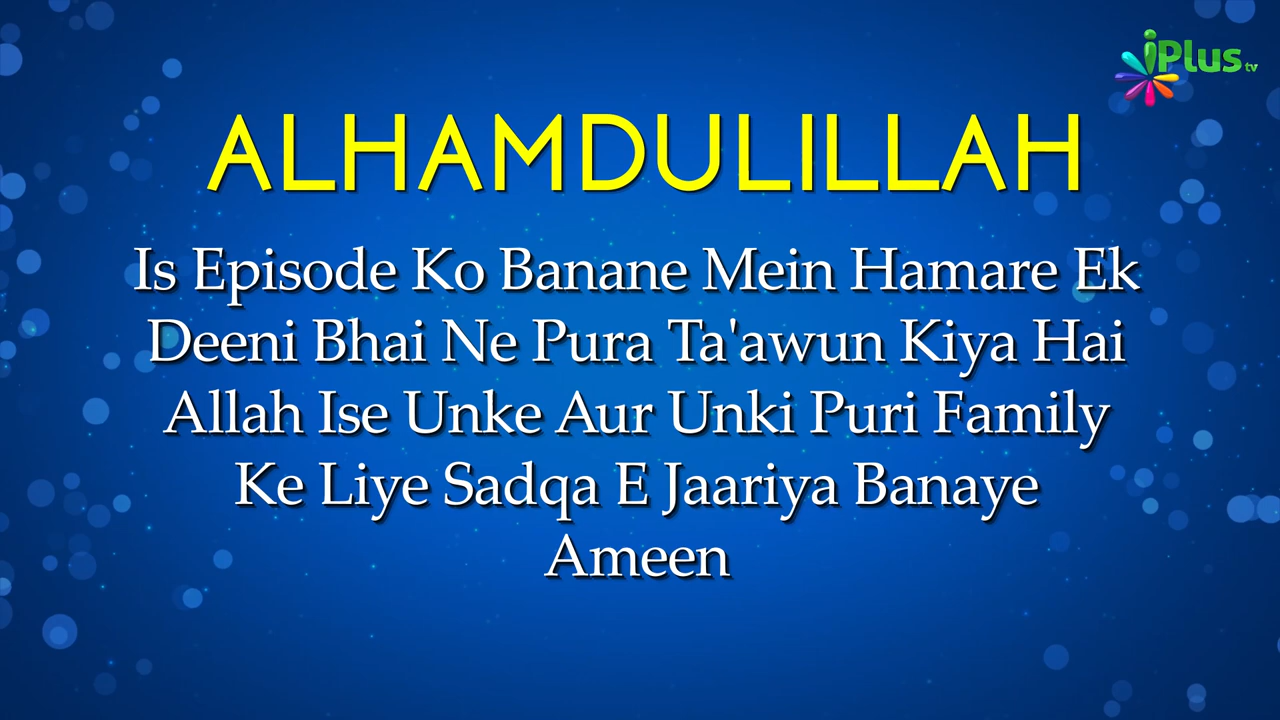 iPlus tv
ALHAMDULILLAH
Is Episode Ko Banane Mein Hamare Ek
Deeni Bhai Ne Pura Ta'awun Kiya Hai
Allah Ise Unke Aur Unki Puri Family
Ke Liye Sadqa E Jaariya Banaye
Ameen